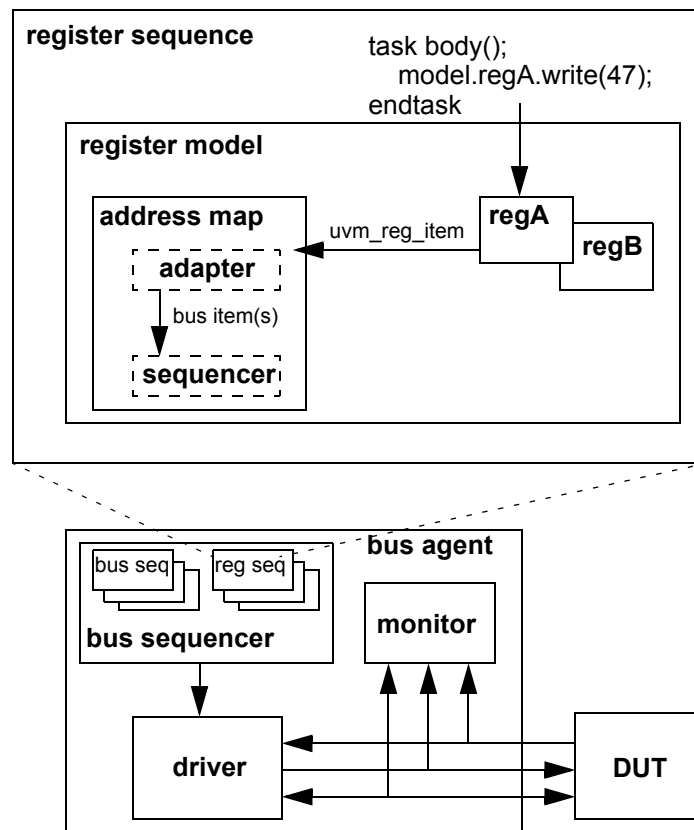 register sequence
task body();
model.regA.write(47);
endtask
register model
address map
regA
uvm_reg_item
regB
adapter
bus item(s)
sequencer
bus agent
bus seq
reg seq
bus sequencer
monitor
driver
DUT